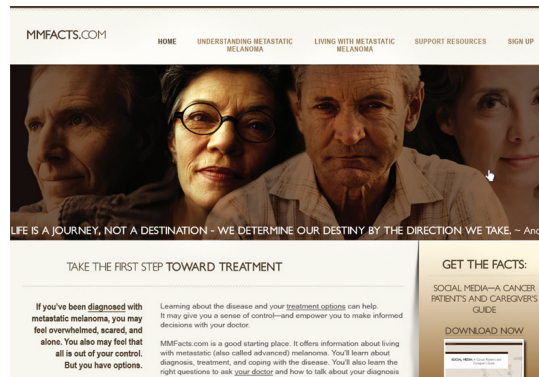 MMFACTS.COM
HOME
UNDERSTANDING METASTATIC
MELANOMA
LIVING WITH METASTATIC
MELANOMA
SUPPORT RESOURCES
SIGN UP
LIFE IS A JOURNEY, NOT A DESTINATION - WE DETERMINE OUR DESTINY BY THE DIRECTION WE TAKE. ~ And
TAKE THE FIRST STEP TOWARD TREATMENT
If you've been diagnosed with
metastatic melanoma, you may
feel overwhelmed, scared, and
alone. You also may feel that
all is out of your control.
But you have options.
Learning about the disease and your treatment options can help.
It may give you a sense of control—and empower you to make informed
decisions with your doctor.
MMFacts.com is a good starting place. It offers information about living
with metastatic (also called advanced) melanoma. You'll learn about
diagnosis, treatment, and coping with the disease. You'll also learn the
right questions to ask your doctor and how to talk about your diagnosis
GET THE FACTS:
SOCIAL MEDIA—A CANCER
PATIENT'S AND CAREGIVER'S
GUIDE
DOWNLOAD NOW
SOCIAL MEDIA